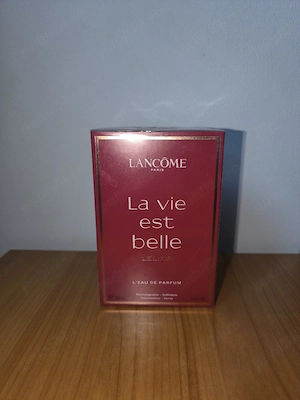 LANCÔME
PARIS
La vie
est
belle
L'EAU DE PARFUM